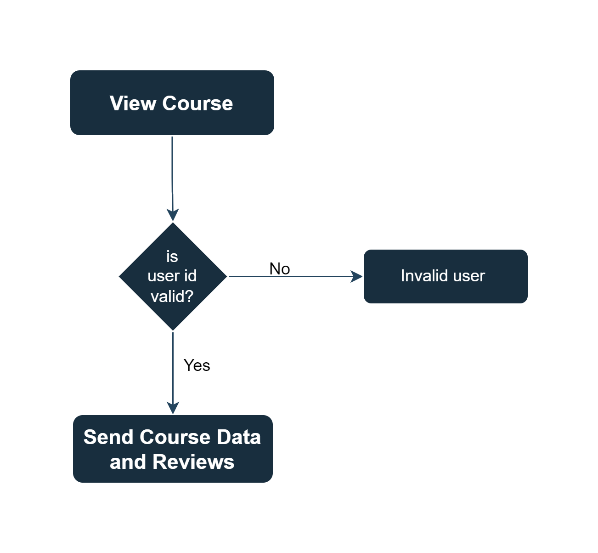 View Course
is
user id
valid?
No
Invalid user
Yes
Send Course Data
and Reviews